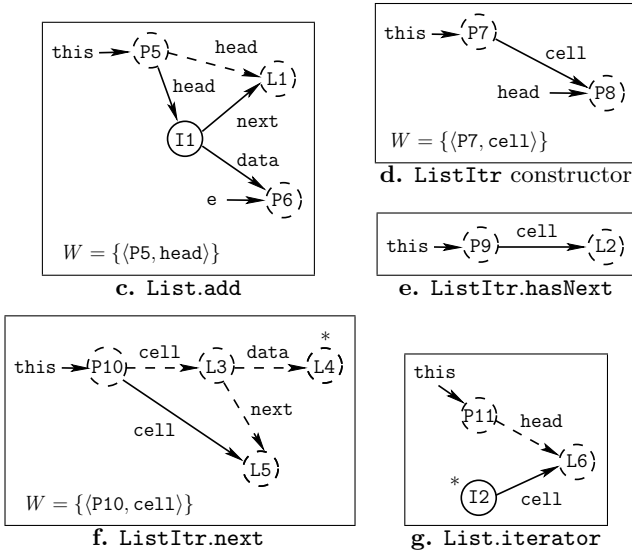 this P5 head L1
head
I1 next
data
e P6
W = {⟨P5, head⟩}
c. List.add
this P7 cell
head P8
W = {⟨P7, cell⟩}
d. ListItr constructor
this P9 cell L2
e. ListItr.hasNext
*
this P10 cell L3 data L4
next
cell
L5
W = {⟨P10, cell⟩}
f. ListItr.next
this
P11 head
L6
* I2 cell
g. List.iterator